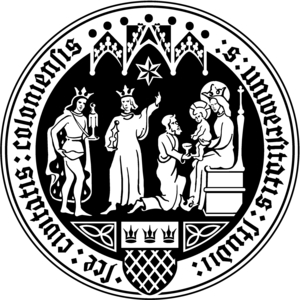 s : universitatis : studii : sce : civitatis : coloniensis